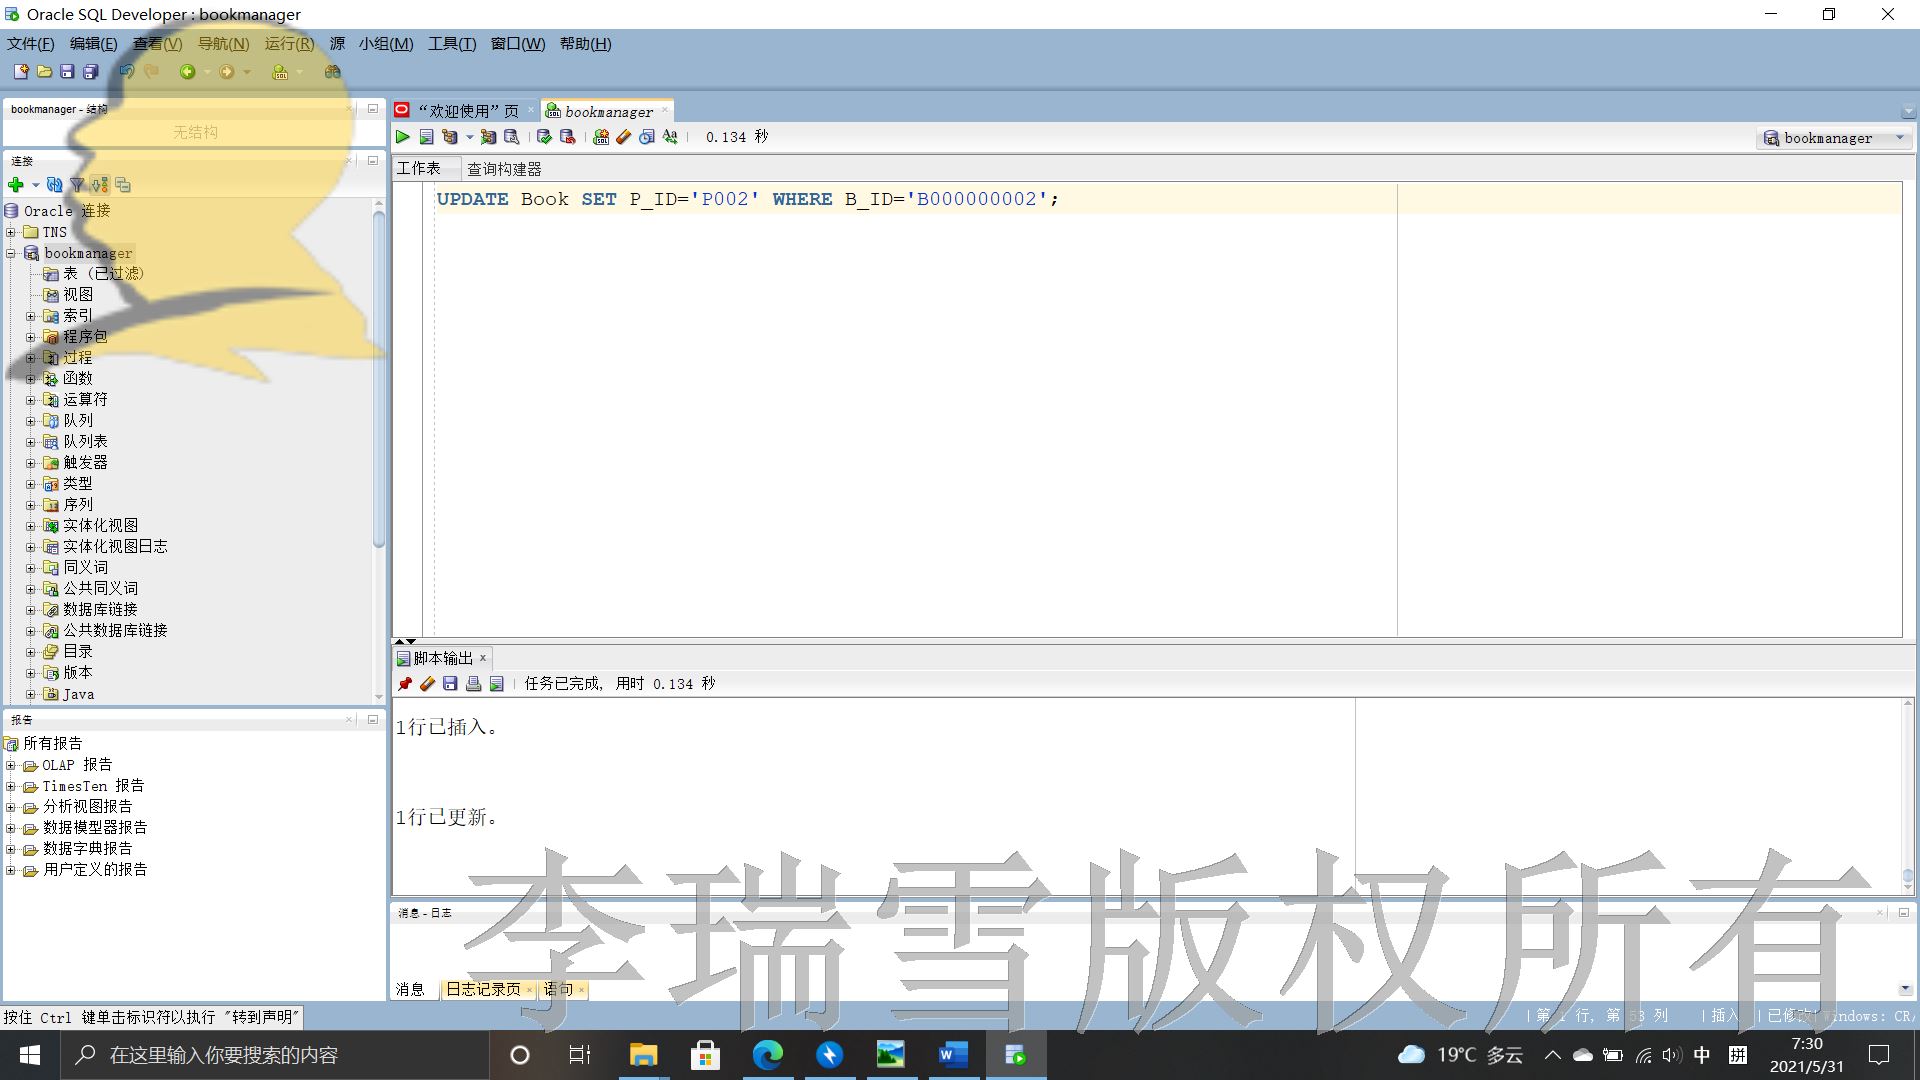 Oracle SQL Developer : bookmanager
文件(F) 编辑(E) 查看(V) 导航(N) 运行(R) 源 小组(M) 工具(T) 窗口(W) 帮助(H)
bookmanager - 结构
无结构
连接
Oracle 连接
TNS
bookmanager
表 (已过滤)
视图
索引
程序包
过程
函数
运算符
队列
队列表
触发器
类型
序列
实体化视图
实体化视图日志
同义词
公共同义词
数据库链接
公共数据库链接
目录
版本
Java
报告
所有报告
OLAP 报告
TimesTen 报告
分析视图报告
数据模型器报告
数据字典报告
用户定义的报告
“欢迎使用”页 bookmanager
0.134 秒
bookmanager
工作表 查询构建器
UPDATE Book SET P_ID='P002' WHERE B_ID='B000000002';
脚本输出
任务已完成, 用时 0.134 秒
1行已插入。
1行已更新。
消息 - 日志
消息 日志记录页 语句
李瑞雪版权所有
按住 Ctrl 键单击标识符以执行 "转到声明"
第 1 行, 第 53 列 插入 已修改 Windows: CR/
在这里输入你要搜索的内容
19°C 多云
中 拼
7:30
2021/5/31